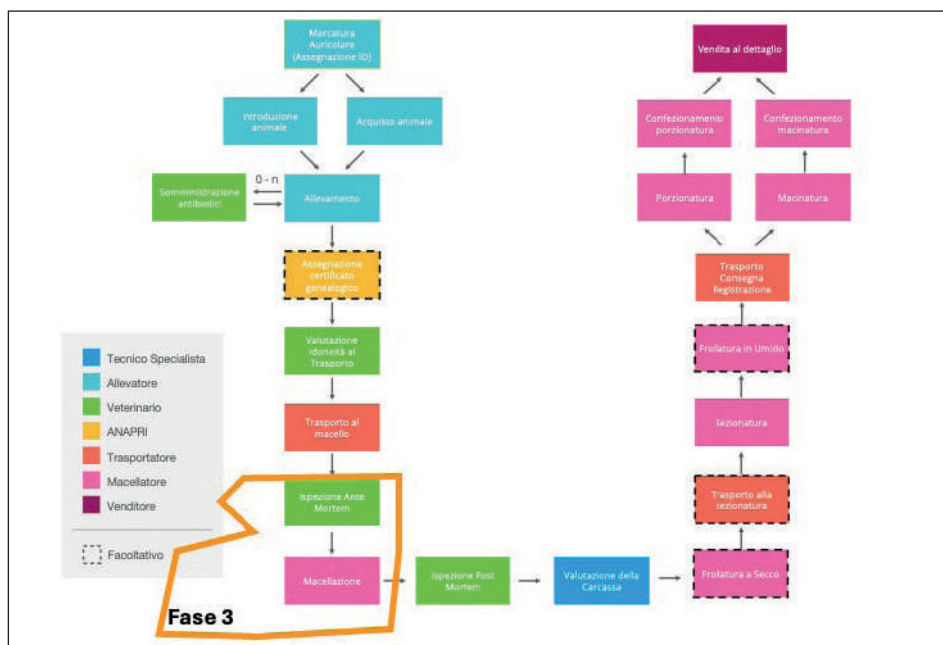 Marcatura
Auricolare
(Assegnazione ID)
Introduzione
animale
Acquisto animale
0 - n
Somministrazione
antibiotici
Allevamento
Assegnazione
certificato
genealogico
Valutazione
idoneità al
Trasporto
Trasporto al
macello
Ispezione Ante
Mortem
Macellazione
Fase 3
Ispezione Post
Mortem
Valutazione della
Carcassa
Frollatura a Secco
Trasporto alla
sezionatura
Sezionatura
Frollatura in Umido
Trasporto
Consegna
Registrazione
Porzionatura
Macinatura
Confezionamento
porzionatura
Confezionamento
macinatura
Vendita al dettaglio
Tecnico Specialista
Allevatore
Veterinario
ANAPRI
Trasportatore
Macellatore
Venditore
Facoltativo